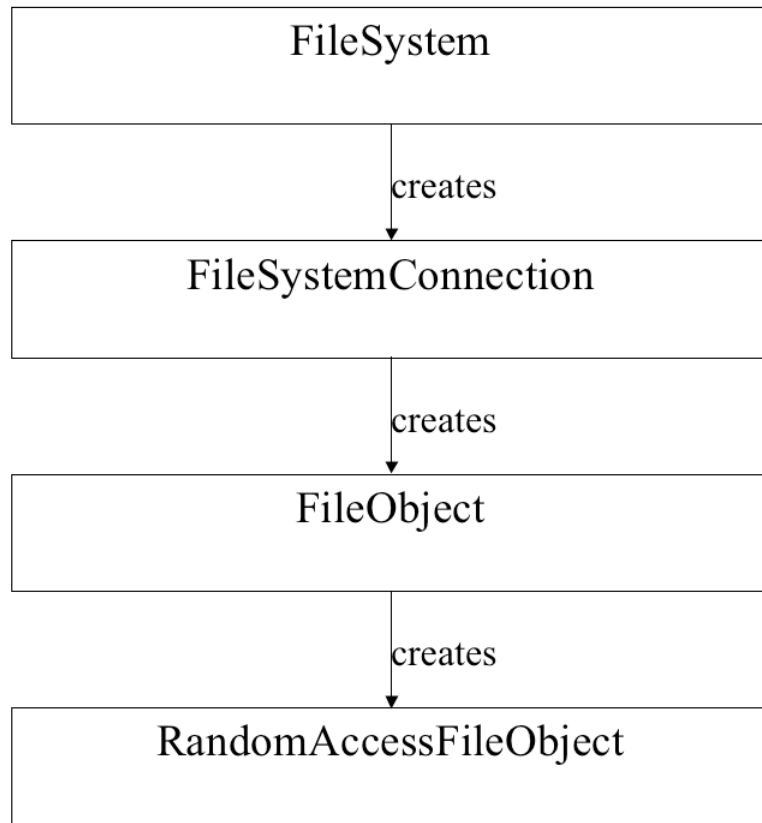 FileSystem
creates
FileSystemConnection
creates
FileObject
creates
RandomAccessFileObject